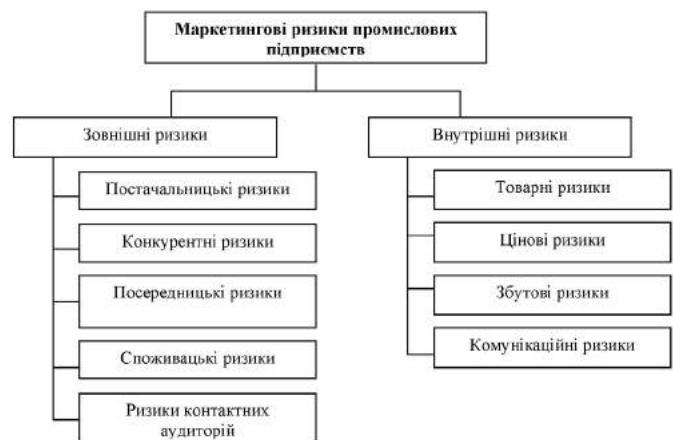 Маркетингові ризики промислових
підприємств
Зовнішні ризики
Постачальницькі ризики
Конкурентні ризики
Посередницькі ризики
Споживацькі ризики
Ризики контактних
аудиторій
Внутрішні ризики
Товарні ризики
Цінові ризики
Збутові ризики
Комунікаційні ризики